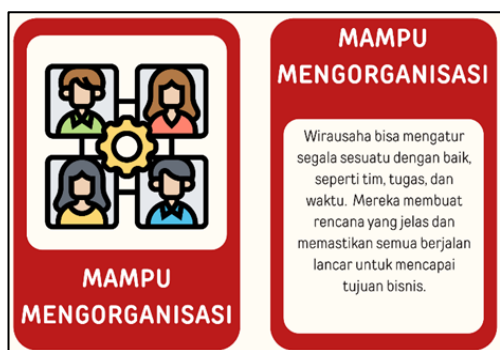 MAMPU
MENGORGANISASI
MAMPU
MENGORGANISASI
Wirausaha bisa mengatur
segala sesuatu dengan baik,
seperti tim, tugas, dan
waktu. Mereka membuat
rencana yang jelas dan
memastikan semua berjalan
lancar untuk mencapai
tujuan bisnis.